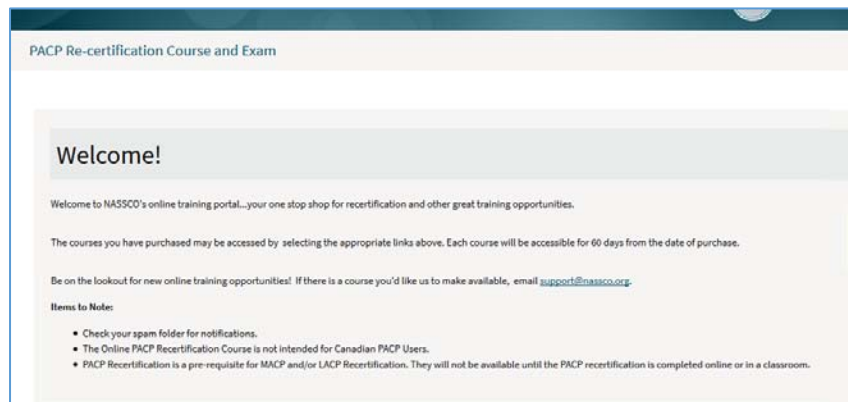 PACP Re-certification Course and Exam
Welcome!
Welcome to NASSCO's online training portal...your one stop shop for recertification and other great training opportunities.
The courses you have purchased may be accessed by selecting the appropriate links above. Each course will be accessible for 60 days from the date of purchase.
Be on the lookout for new online training opportunities! If there is a course you'd like us to make available, email support@nassco.org.
Items to Note:
• Check your spam folder for notifications.
• The Online PACP Recertification Course is not intended for Canadian PACP Users.
• PACP Recertification is a pre-requisite for MACP and/or LACP Recertification. They will not be available until the PACP recertification is completed online or in a classroom.